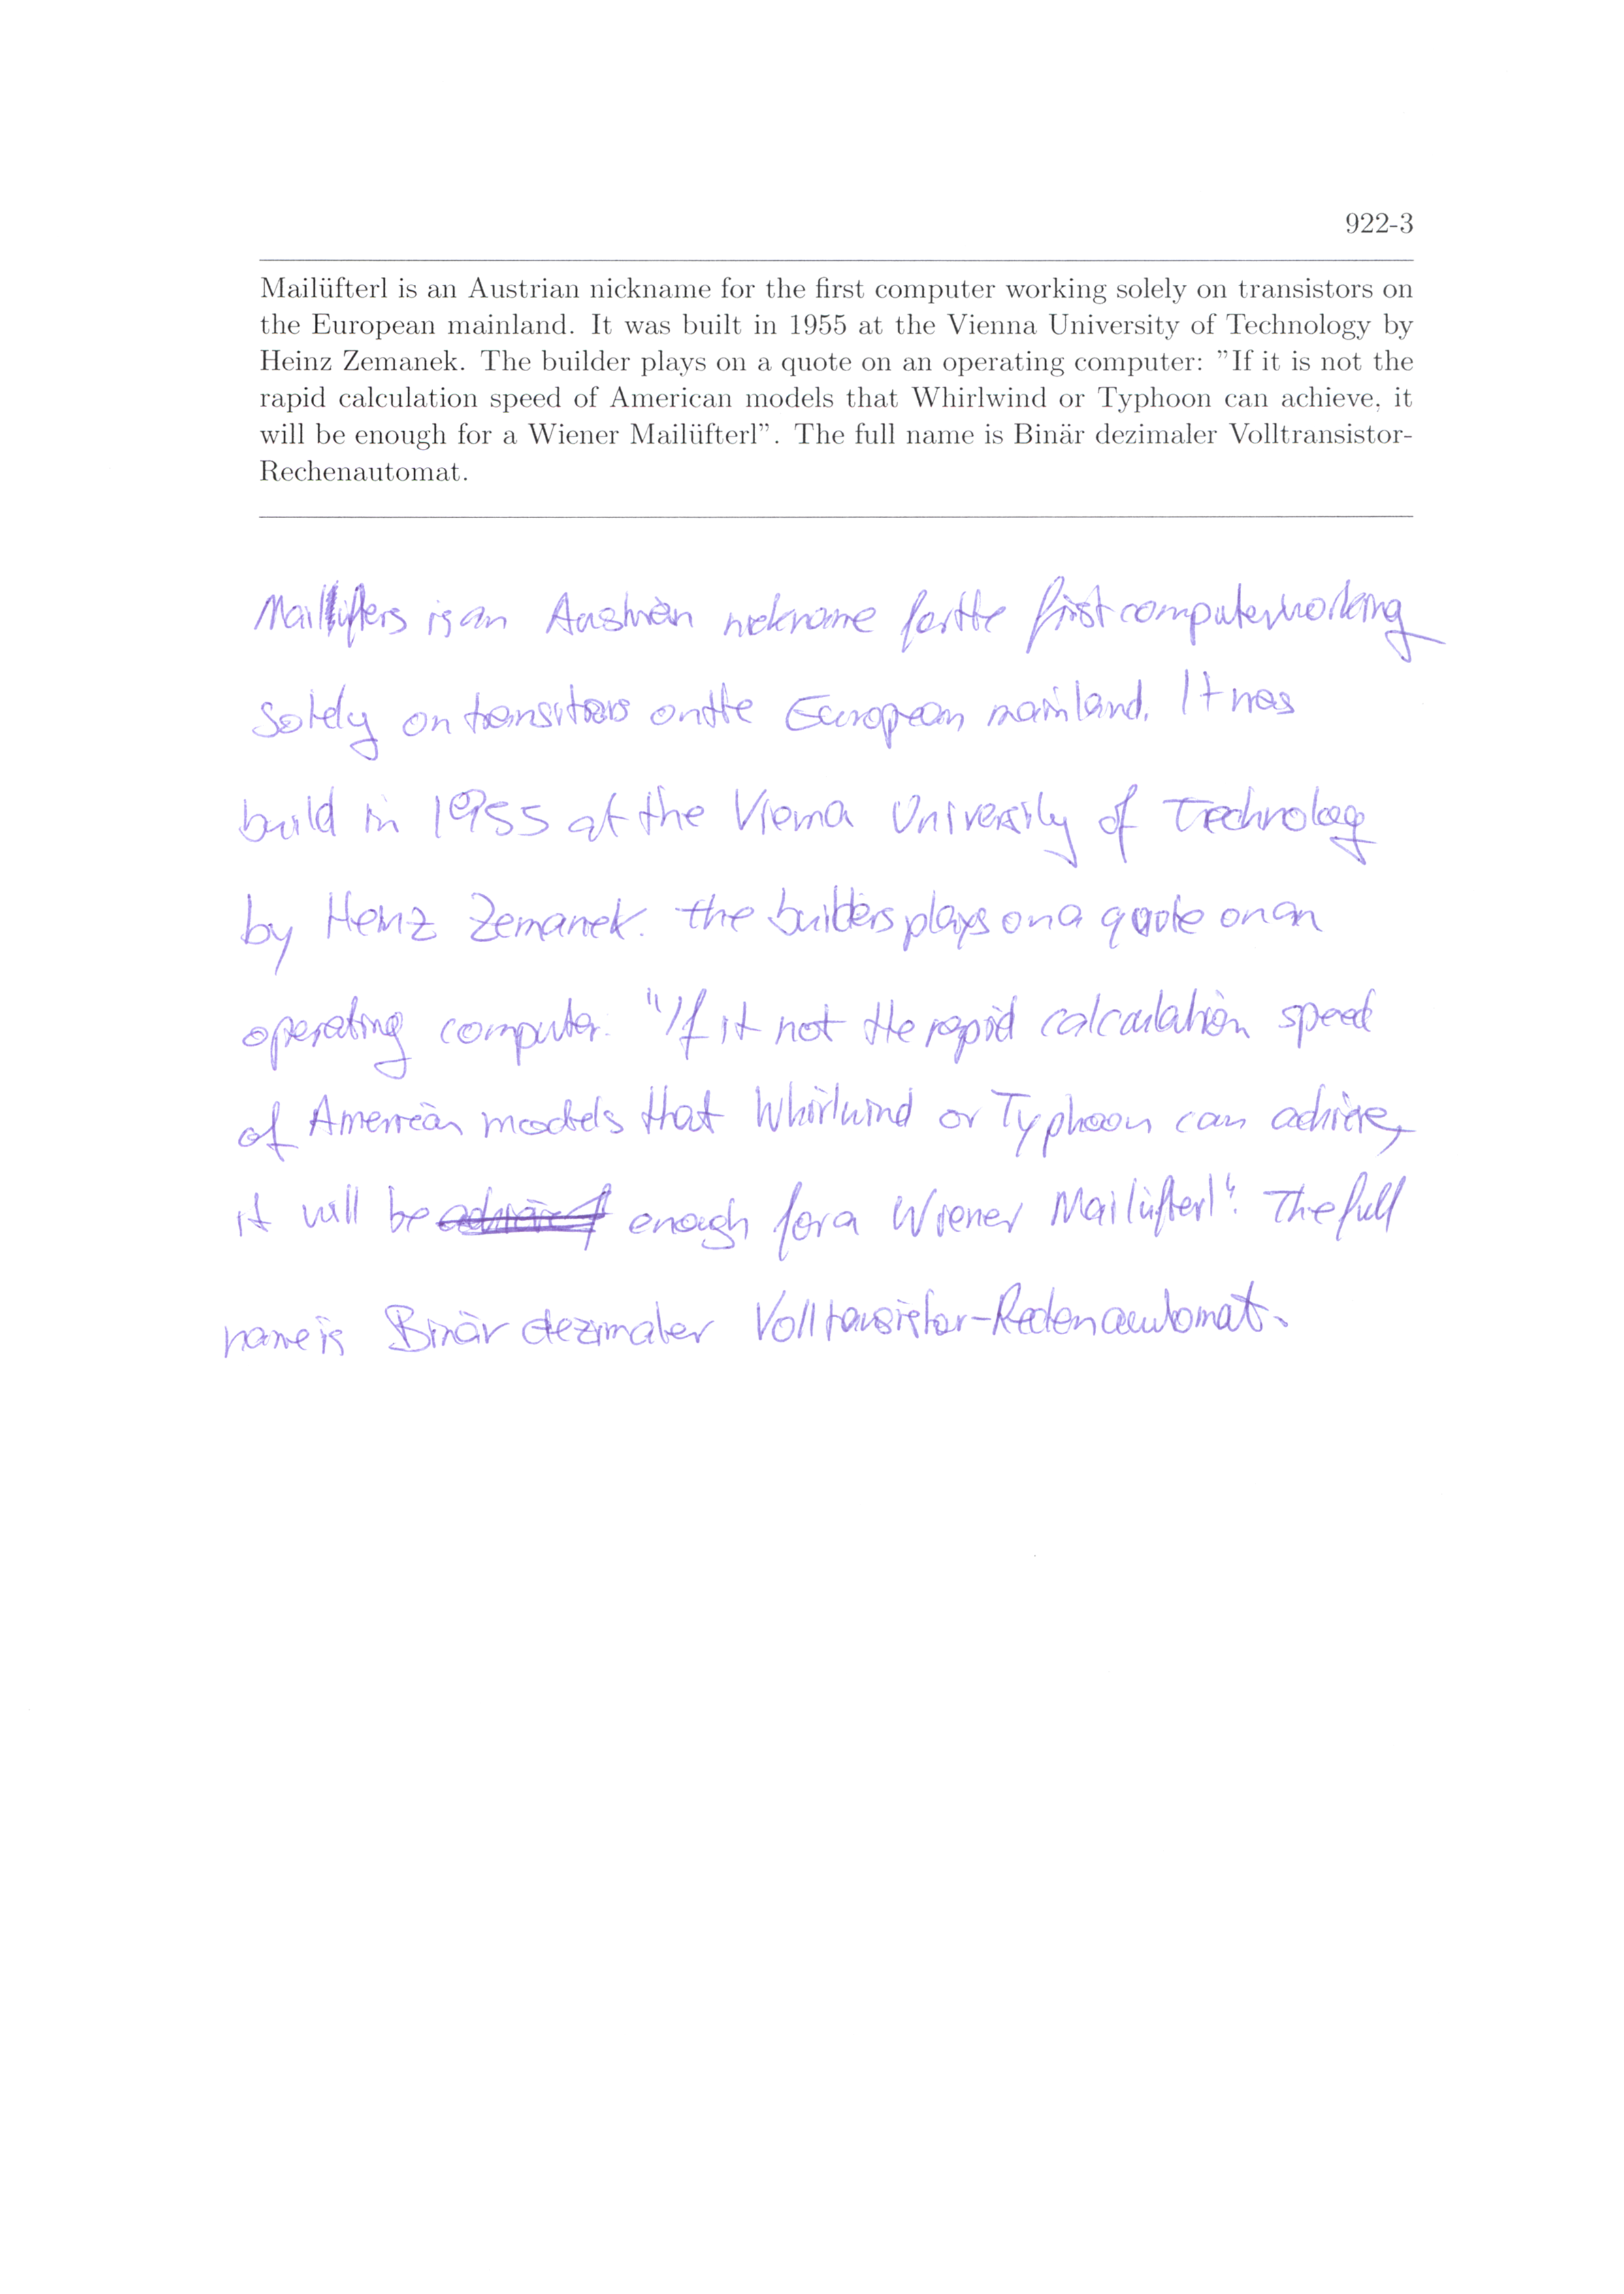 922-3
Mailüfterl is an Austrian nickname for the first computer working solely on transistors on
the European mainland. It was built in 1955 at the Vienna University of Technology by
Heinz Zemanek. The builder plays on a quote on an operating computer: "If it is not the
rapid calculation speed of American models that Whirlwind or Typhoon can achieve, it
will be enough for a Wiener Mailüfterl". The full name is Binär dezimaler Volltransistor-
Rechenautomat.
is an Austrian nickname for the first computer working
solely on transitors on the European mainland. It was
build in 1955 at the Vienna University of Technology
by Heinz Zemanek. the builders plays on a quote on an
operating computer. "If it not the rapid calculation speed
of American models that Whirlwind or Typhoon can achieve,
it will be enough for a Wiener Mailüfterl". The full
name is Binär dezimaler Volltransistor-Rechenautomat.